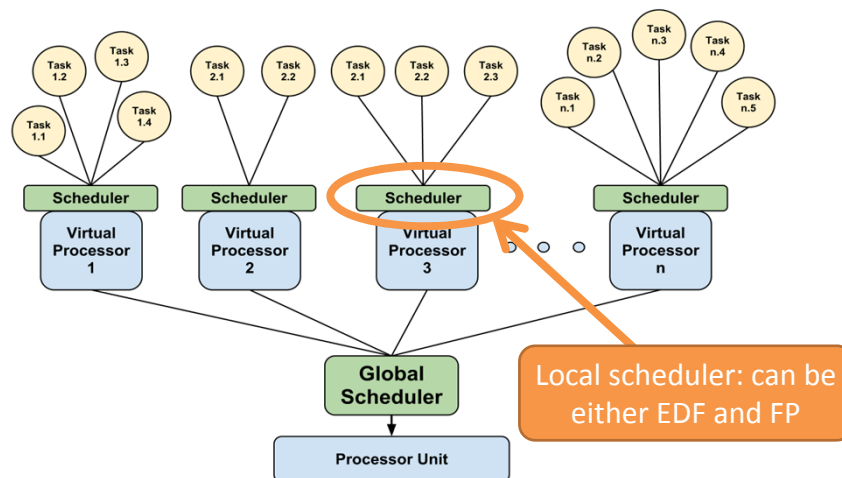 Task
1.1
Task
1.2
Task
1.3
Task
1.4
Task
2.1
Task
2.2
Task
2.1
Task
2.2
Task
2.3
Task
n.1
Task
n.2
Task
n.3
Task
n.4
Task
n.5
Scheduler
Scheduler
Scheduler
Scheduler
Virtual
Processor
1
Virtual
Processor
2
Virtual
Processor
3
Virtual
Processor
n
Global
Scheduler
Local scheduler: can be
either EDF and FP
Processor Unit